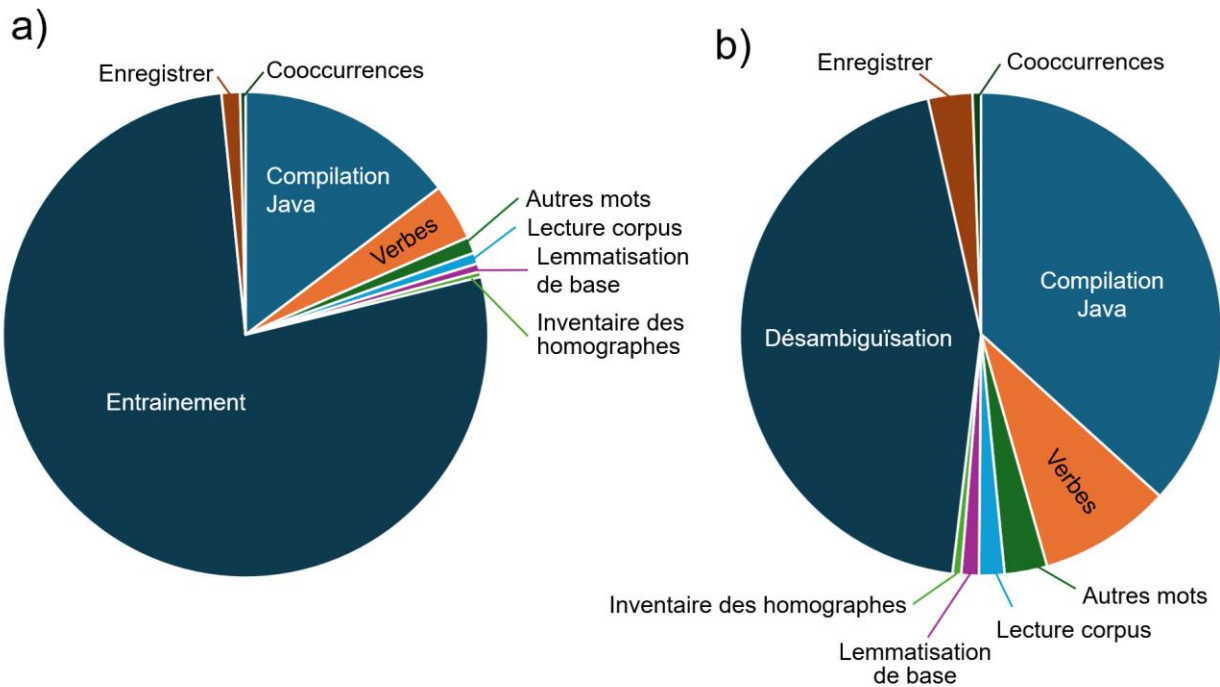 a)
Enregistrer
Cooccurrences
Compilation
Java
Verbes
Autres mots
Lecture corpus
Lemmatisation
de base
Inventaire des
homographes
Entrainement
b)
Enregistrer
Cooccurrences
Compilation
Java
Désambiguïsation
Verbes
Autres mots
Inventaire des homographes
Lecture corpus
Lemmatisation
de base